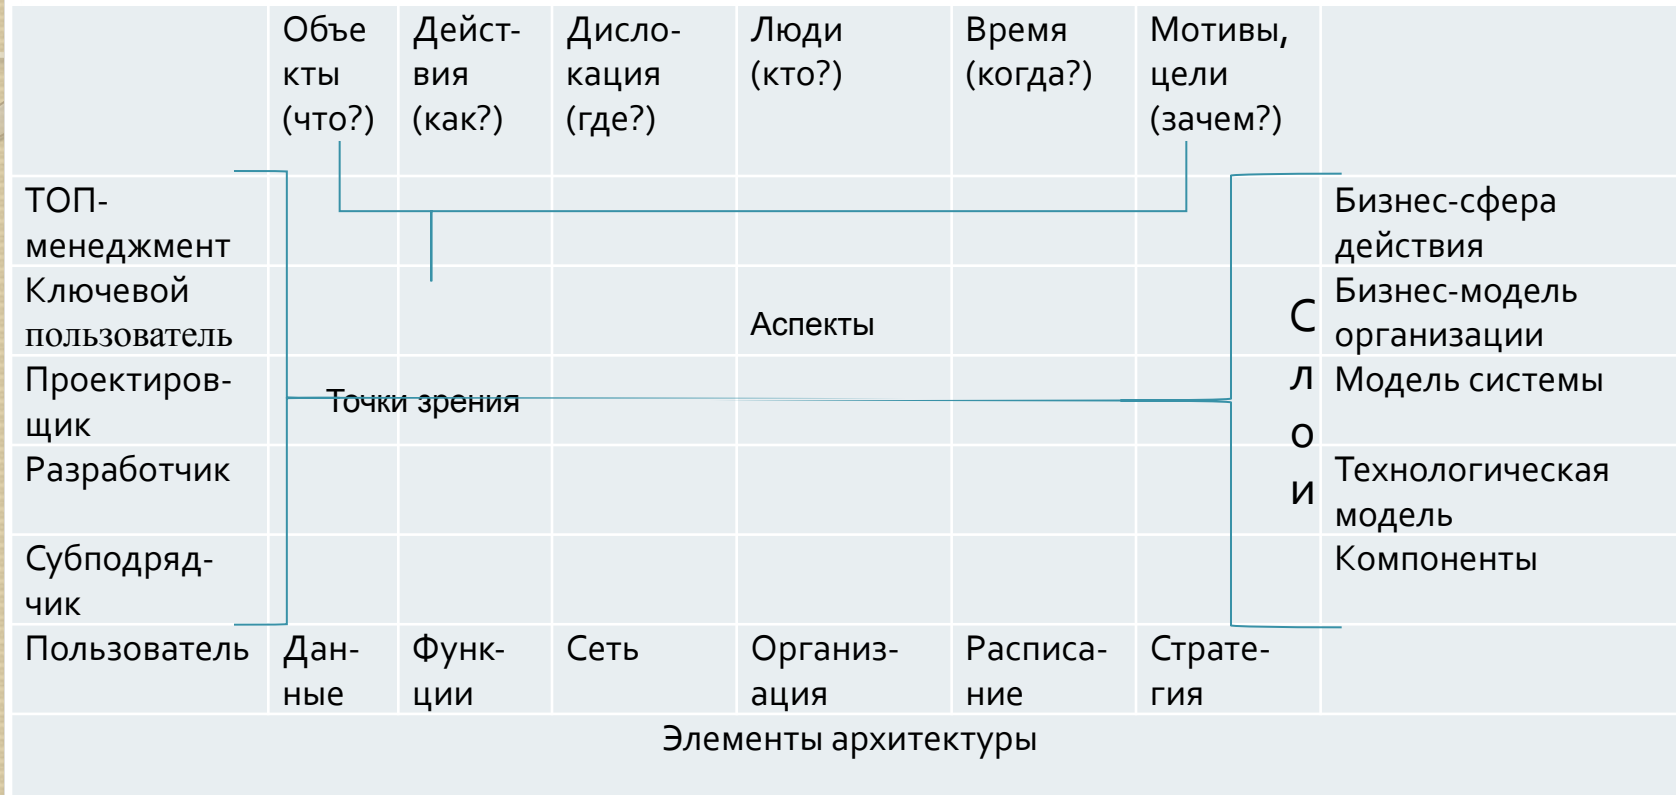 Объе
кты
(что?)
Дейст-
вия
(как?)
Дисло-
кация
(где?)
Люди
(кто?)
Время
(когда?)
Мотивы,
цели
(зачем?)
ТОП-
менеджмент
Бизнес-сфера
действия
Ключевой
пользователь
Аспекты
Бизнес-модель
организации
Проектиров-
щик
Точки зрения
С
л
о
и
Модель системы
Разработчик
Технологическая
модель
Субподряд-
чик
Компоненты
Пользователь
Дан-
ные
Функ-
ции
Сеть
Организ-
ация
Расписа-
ние
Страте-
гия
Элементы архитектуры